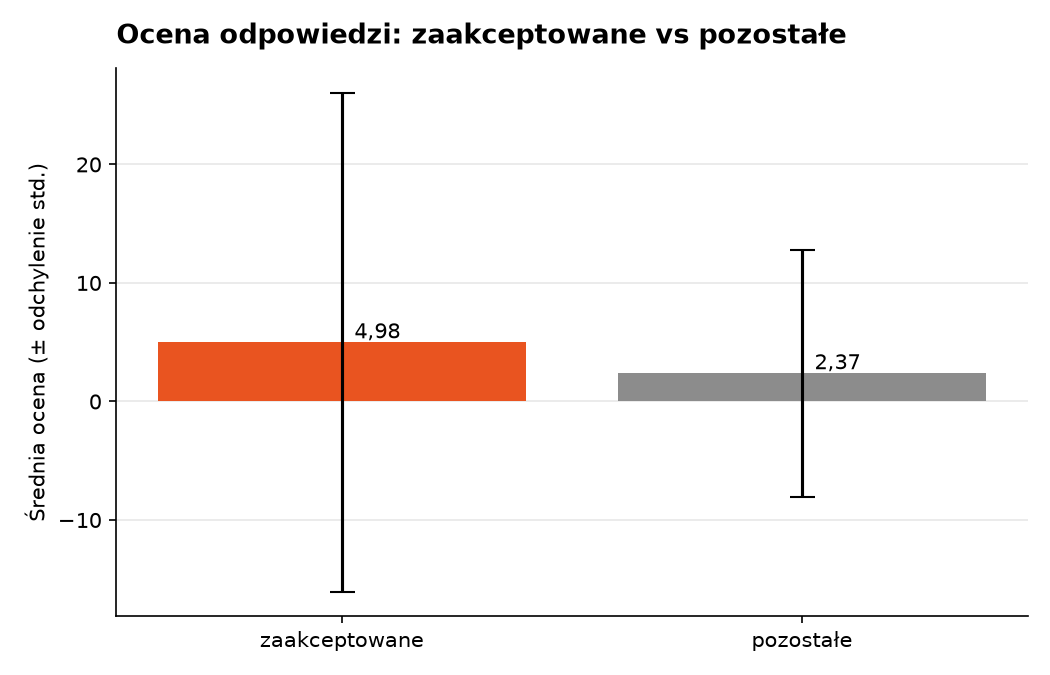 Ocena odpowiedzi: zaakceptowane vs pozostałe
Średnia ocena (± odchylenie std.)
20
10
0
−10
4,98
2,37
zaakceptowane
pozostałe